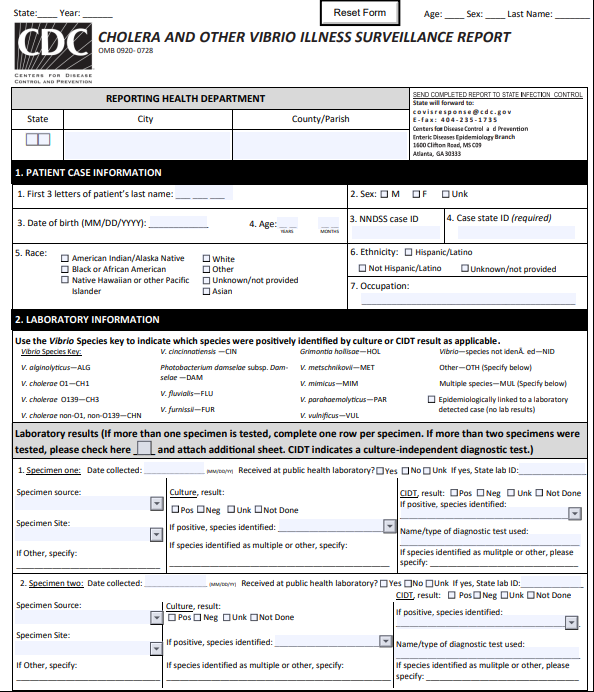 State:____ Year: ______
Reset Form
Age: ____ Sex: ____ Last Name: _______
CDC
CENTERS FOR DISEASE
CONTROL AND PREVENTION
CHOLERA AND OTHER VIBRIO ILLNESS SURVEILLANCE REPORT
OMB 0920- 0728
REPORTING HEALTH DEPARTMENT
State City County/Parish
SEND COMPLETED REPORT TO STATE INFECTION CONTROL
State will forward to:
covisresponse@cdc.gov
E-fax: 404-235-1735
Centers for Disease Control a d Prevention
Enteric Diseases Epidemiology Branch
1600 Clifton Road, MS C09
Atlanta, GA 30333
1. PATIENT CASE INFORMATION
1. First 3 letters of patient's last name: ___ ___ ___
2. Sex: M F Unk
3. Date of birth (MM/DD/YYYY): ___________
4. Age:
YEARS MONTHS
3. NNDSS case ID
4. Case state ID (required)
5. Race:
American Indian/Alaska Native
Black or African American
Native Hawaiian or other Pacific
Islander
White
Other
Unknown/not provided
Asian
6. Ethnicity: Hispanic/Latino
Not Hispanic/Latino Unknown/not provided
7. Occupation:
2. LABORATORY INFORMATION
Use the Vibrio Species key to indicate which species were positively identified by culture or CIDT result as applicable.
Vibrio Species Key:
V. alginolyticus—ALG
V. cholerae O1—CH1
V. cholerae O139—CH3
V. cholerae non-O1, non-O139—CHN
V. cincinnatiensis —CIN
Photobacterium damselae subsp. Dam-
selae —DAM
V. fluvialis—FLU
V. furnissii—FUR
Grimontia hollisae—HOL
V. metschnikovii—MET
V. mimicus—MIM
V. parahaemolyticus—PAR
V. vulnificus—VUL
Vibrio—species not idenÅ. ed—NID
Other—OTH (Specify below)
Multiple species—MUL (Specify below)
Epidemiologically linked to a laboratory
detected case (no lab results)
Laboratory results (If more than one specimen is tested, complete one row per specimen. If more than two specimens were
tested, please check here and attach additional sheet. CIDT indicates a culture-independent diagnostic test.)
1. Specimen one: Date collected: (MM/DD/YY) Received at public health laboratory? Yes No Unk If yes, State lab ID:
Specimen source:
Specimen Site:
If Other, specify:
Culture, result:
Pos Neg Unk Not Done
If positive, species identified:
If species identified as multiple or other, specify:
CIDT, result: Pos Neg Unk Not Done
If positive, species identified:
Name/type of diagnostic test used:
If species identified as mulitple or other, please
specify:
2. Specimen two: Date collected: (MM/DD/YY) Received at public health laboratory? Yes No Unk If yes, State lab ID:
Specimen Source:
Specimen Site:
If Other, specify:
Culture, result:
Pos Neg Unk Not Done
If positive, species identified:
If species identified as multiple or other, specify:
CIDT, result: Pos Neg Unk Not Done
If positive, species identified:
Name/type of diagnostic test used:
If species identified as mulitple or other, please
specify: